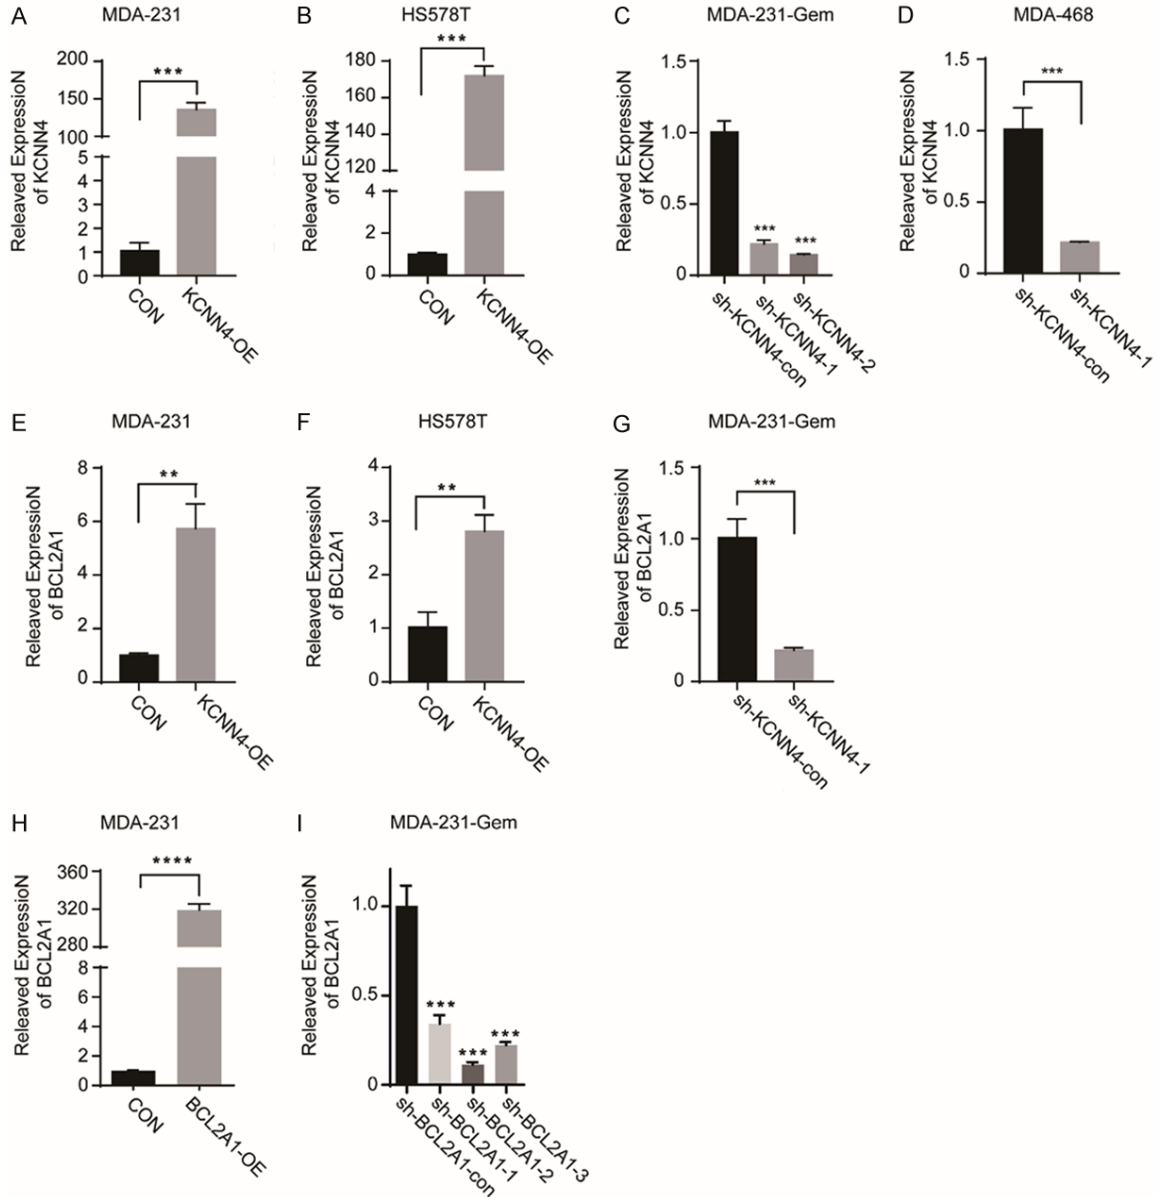 A MDA-231
Releaved ExpressioN
of KCNN4
200
150
100
5
4
3
2
1
0
***
CON
KCNN4-OE
B HS578T
Releaved ExpressioN
of KCNN4
180
160
140
120
4
2
0
***
CON
KCNN4-OE
C MDA-231-Gem
Releaved ExpressioN
of KCNN4
1.5
1.0
0.5
0
***
***
sh-KCNN4-con
sh-KCNN4-1
sh-KCNN4-2
D MDA-468
Releaved ExpressioN
of KCNN4
1.5
1.0
0.5
0
***
sh-KCNN4-con
sh-KCNN4-1
E MDA-231
Releaved ExpressioN
of BCL2A1
8
6
4
2
0
**
CON
KCNN4-OE
F HS578T
Releaved ExpressioN
of BCL2A1
4
3
2
1
0
**
CON
KCNN4-OE
G MDA-231-Gem
Releaved ExpressioN
of BCL2A1
1.5
1.0
0.5
0
***
sh-KCNN4-con
sh-KCNN4-1
H MDA-231
Releaved ExpressioN
of BCL2A1
360
320
280
8
6
4
2
0
****
CON
BCL2A1-OE
I MDA-231-Gem
Releaved ExpressioN
of BCL2A1
1.0
0.5
0
***
***
***
sh-BCL2A1-con
sh-BCL2A1-1
sh-BCL2A1-2
sh-BCL2A1-3